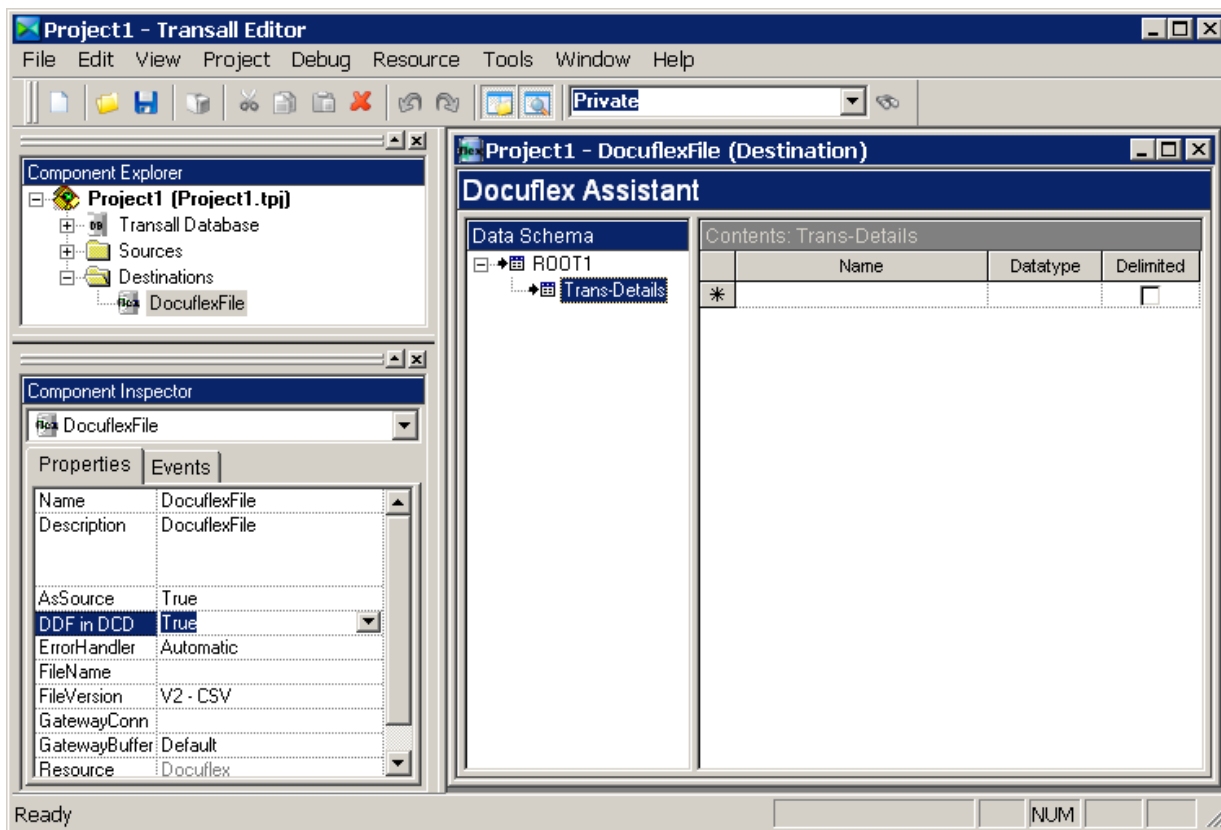 Project1 - Transall Editor
File Edit View Project Debug Resource Tools Window Help
Private
Component Explorer
Project1 (Project1.tpj)
DB Transall Database
Sources
Destinations
DocuflexFile
Component Inspector
DocuflexFile
Properties Events
Name DocuflexFile
Description DocuflexFile
AsSource True
DDF in DCD True
ErrorHandler Automatic
FileName
FileVersion V2 - CSV
GatewayConn
GatewayBuffer Default
Resource Docuflex
flex Project1 - DocuflexFile (Destination)
Docuflex Assistant
Data Schema
ROOT1
Trans-Details
Contents: Trans-Details
Name Datatype Delimited
Ready NUM